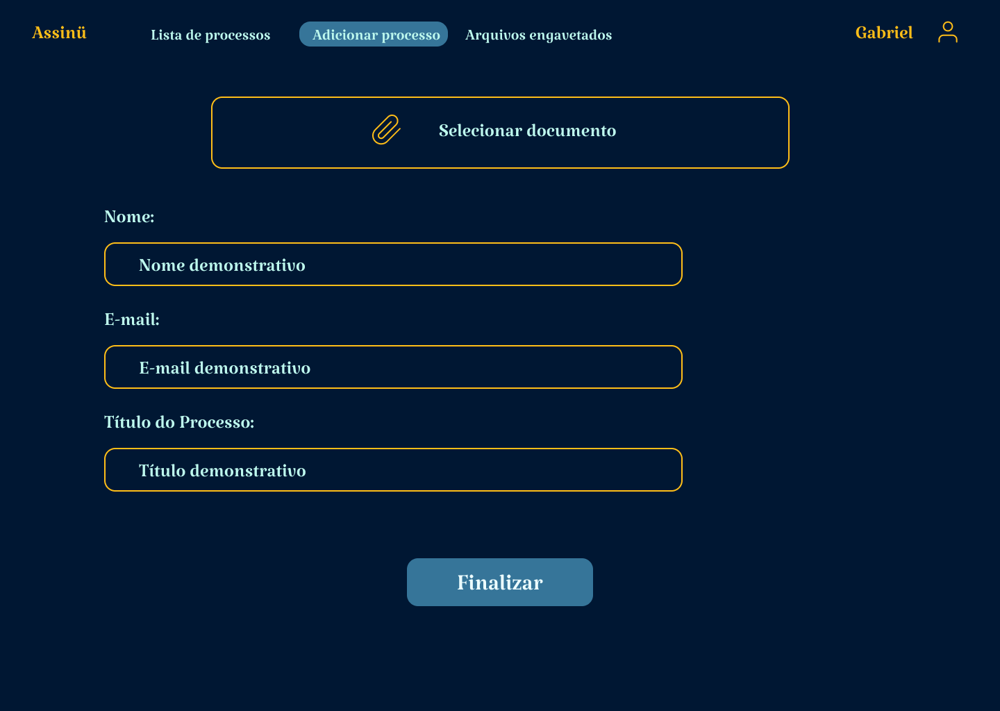 Assinü
Lista de processos
Adicionar processo
Arquivos engavetados
Gabriel
Selecionar documento
Nome:
Nome demonstrativo
E-mail:
E-mail demonstrativo
Título do Processo:
Título demonstrativo
Finalizar